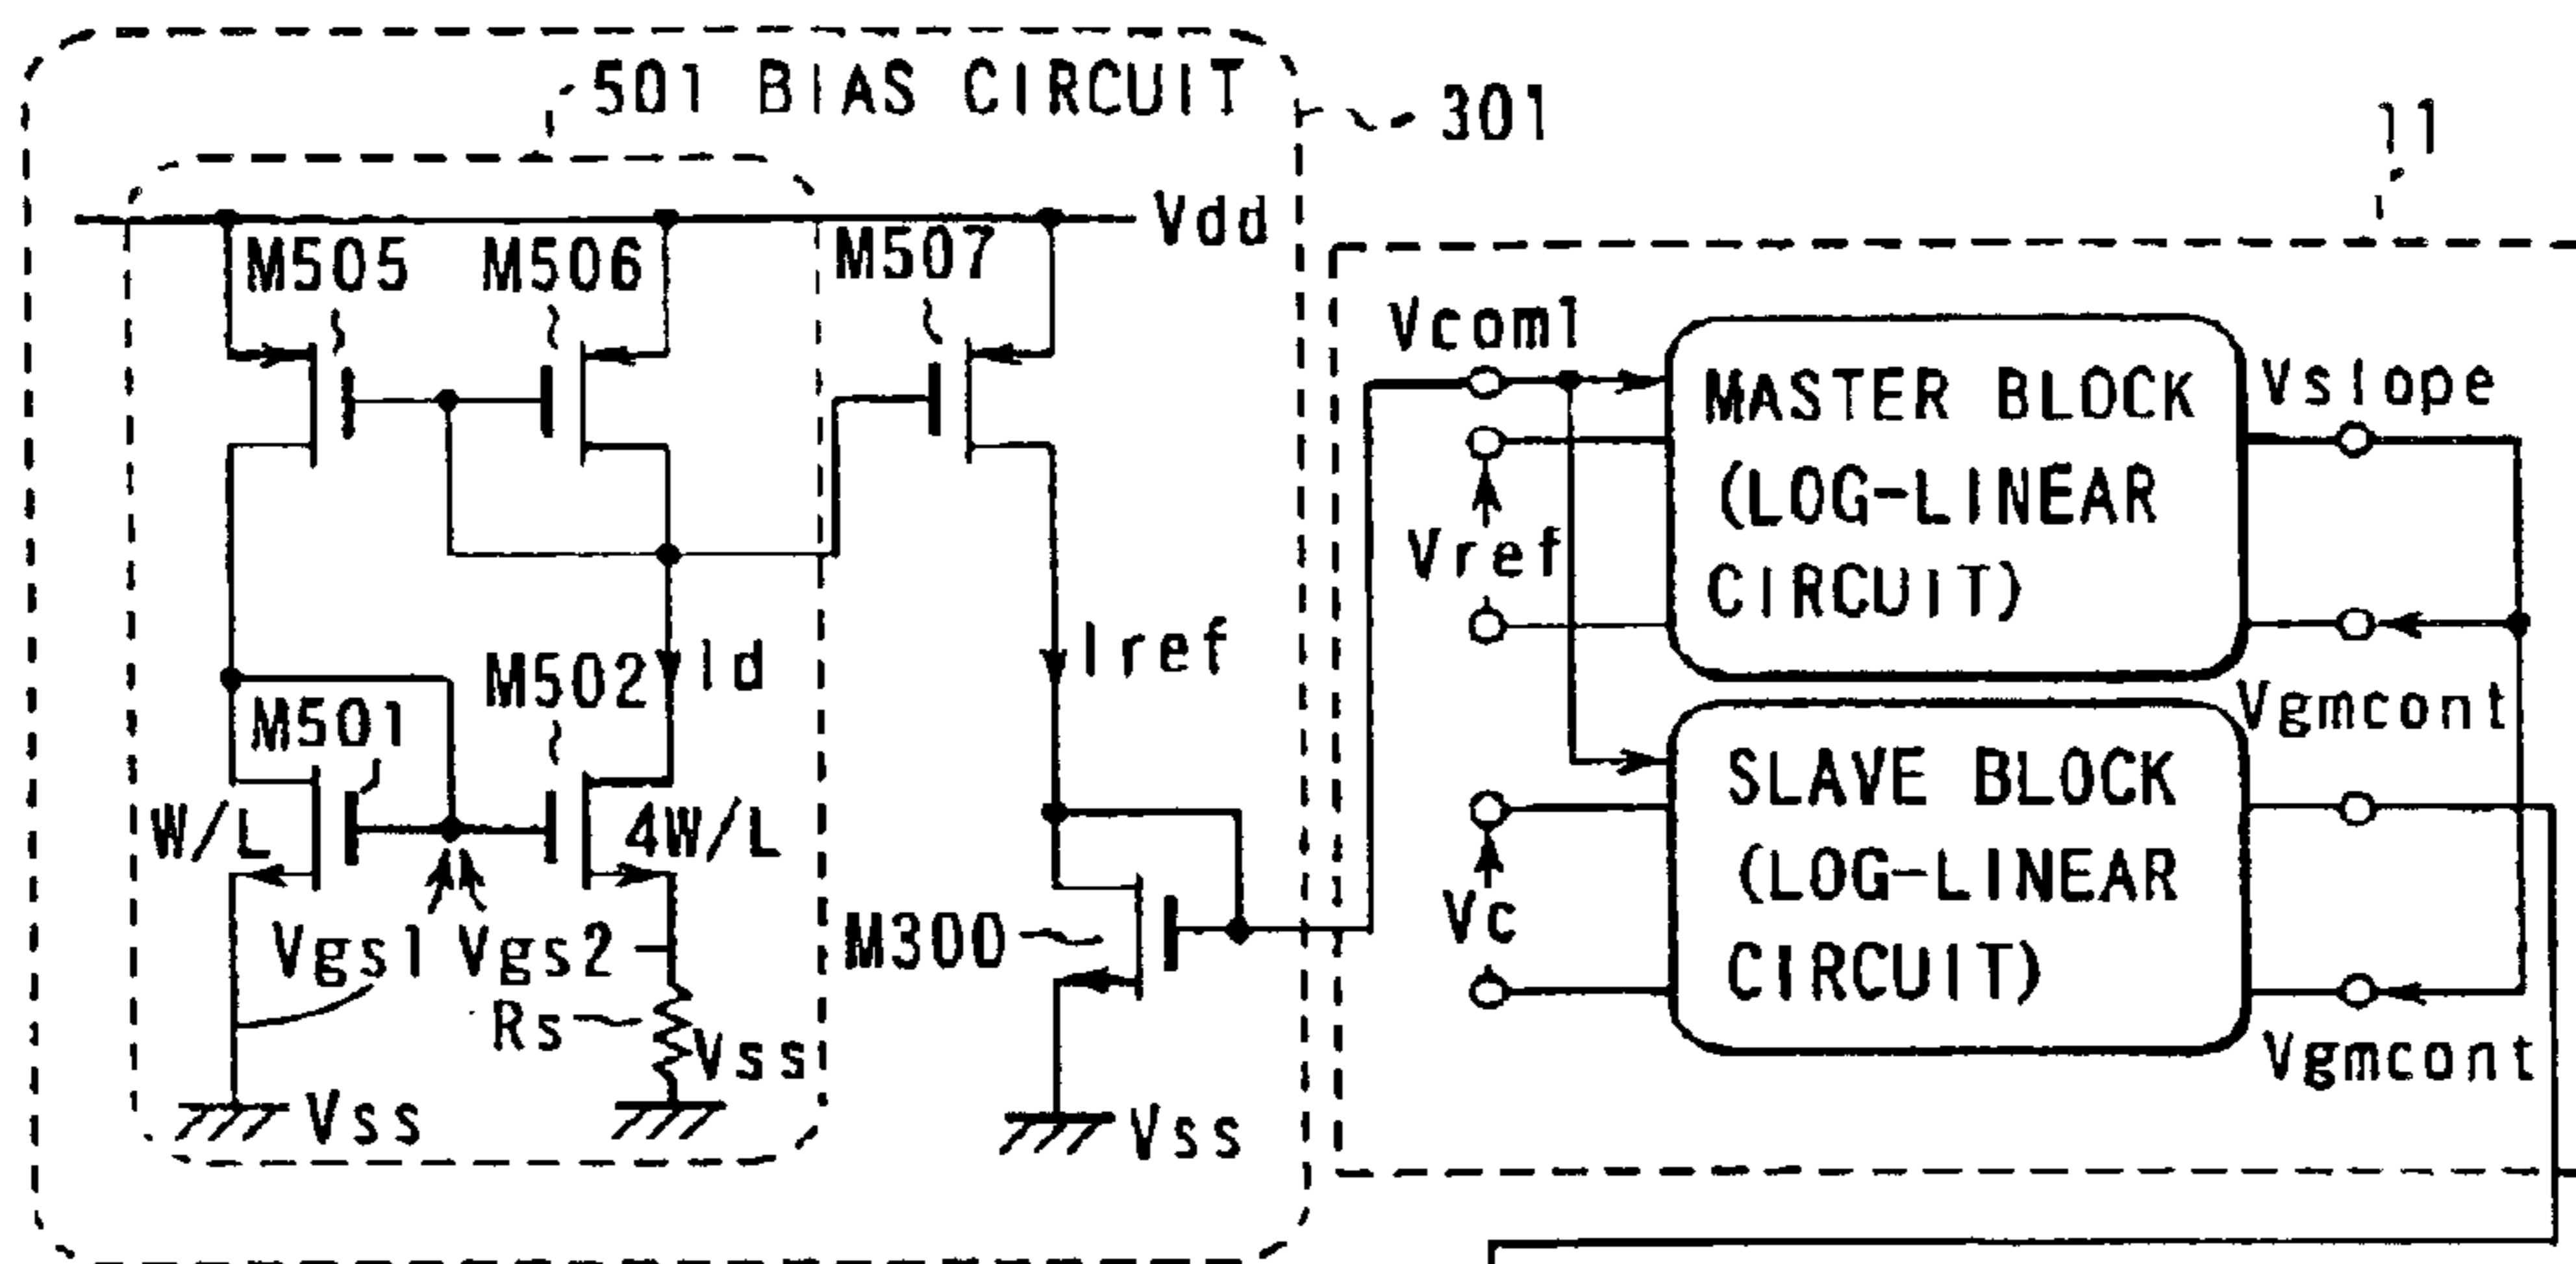 501 BIAS CIRCUIT
301
11
Vdd
M505
M506
M507
Vcom1
MASTER BLOCK
(LOG-LINEAR
CIRCUIT)
Vslope
Vref
Id
Iref
M502
M501
Vgmcont
SLAVE BLOCK
(LOG-LINEAR
CIRCUIT)
W/L
4W/L
Vgs1
Vgs2
M300
Vc
Rs
Vss
Vgmcont
Vss
Vss